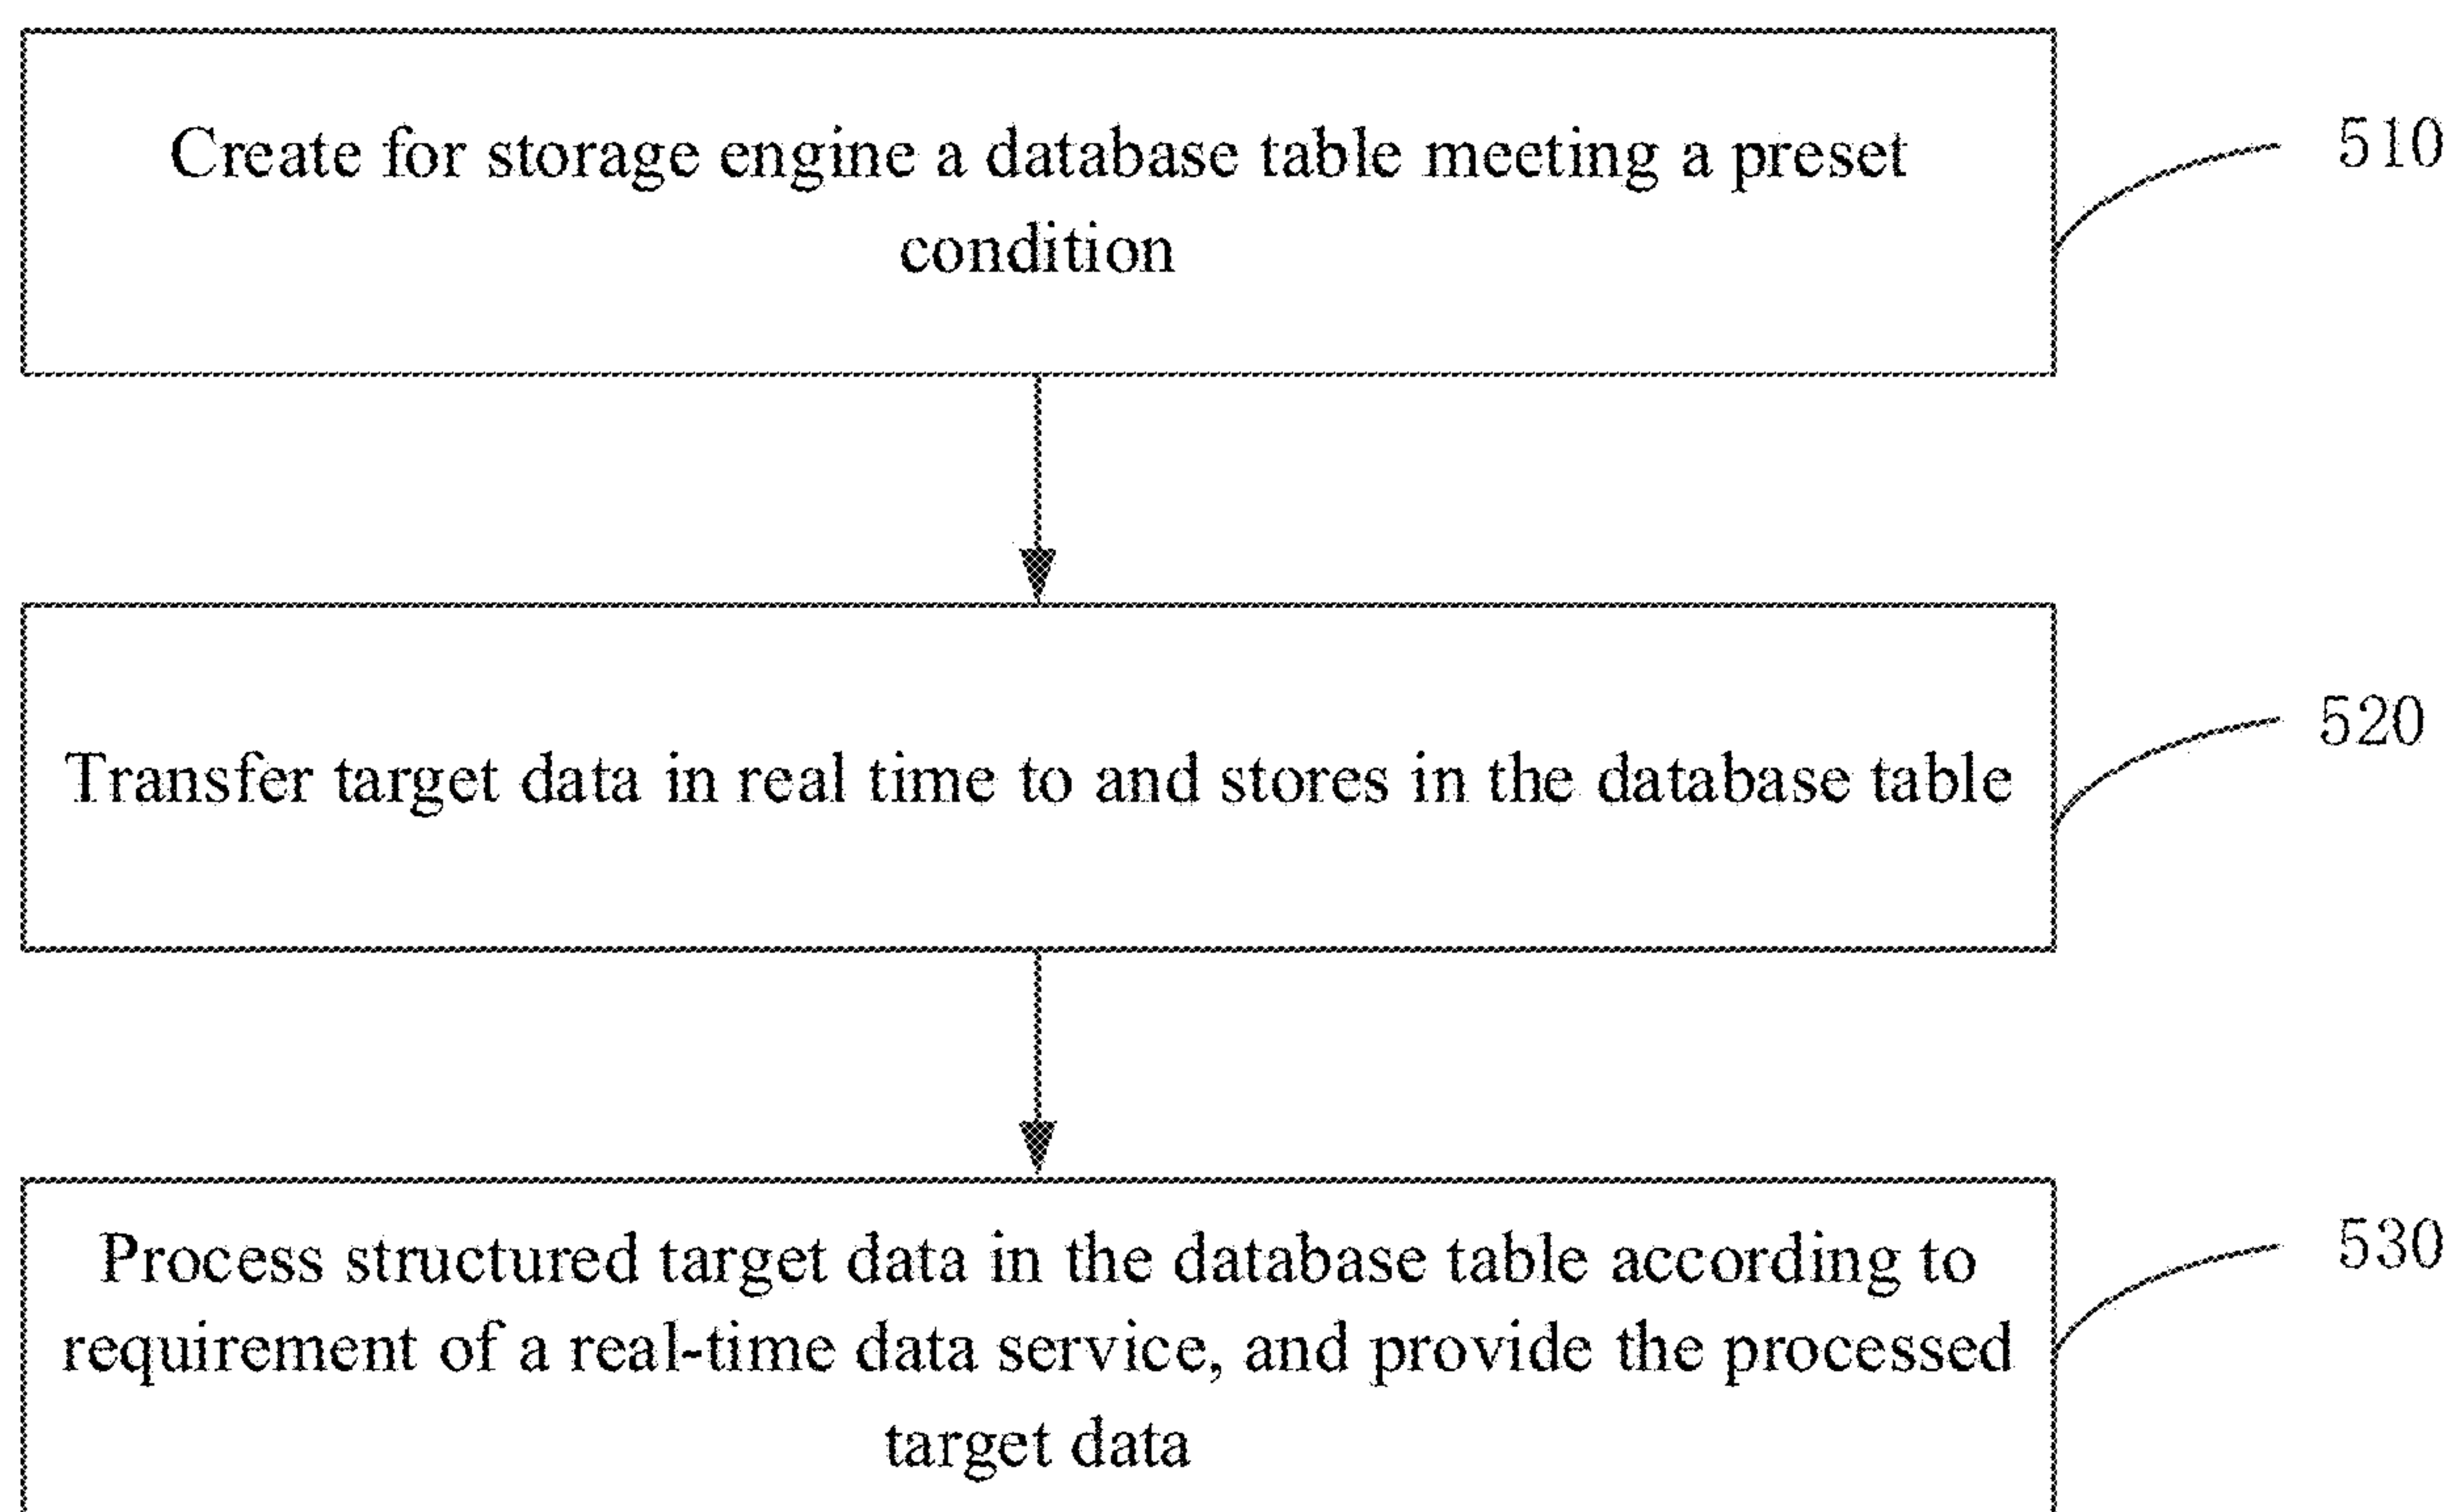 Create for storage engine a database table meeting a preset
condition
510
Transfer target data in real time to and stores in the database table
520
Process structured target data in the database table according to
requirement of a real-time data service, and provide the processed
target data
530